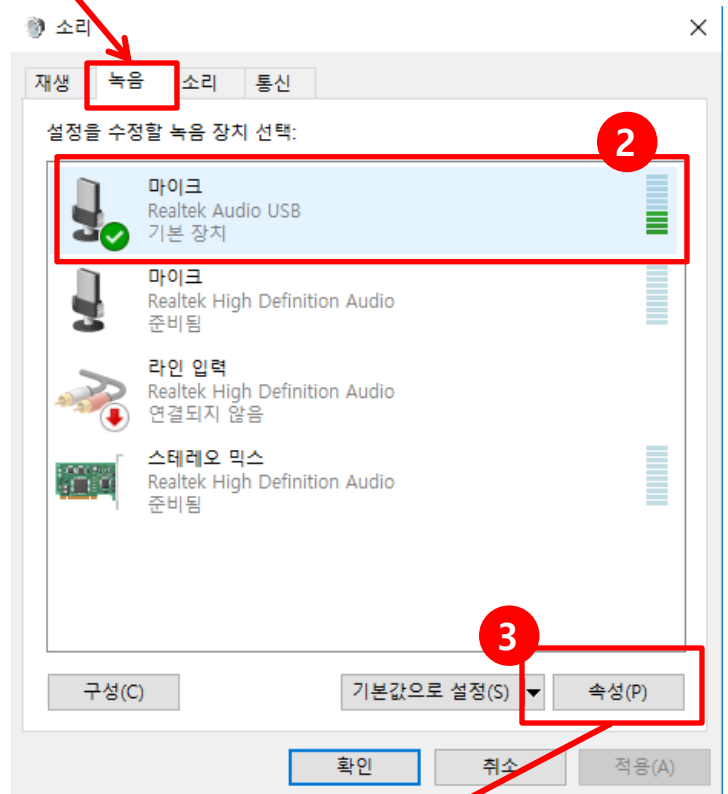 소리
재생 녹음 소리 통신
설정을 수정할 녹음 장치 선택:
2
마이크
Realtek Audio USB
기본 장치
마이크
Realtek High Definition Audio
준비됨
라인 입력
Realtek High Definition Audio
연결되지 않음
스테레오 믹스
Realtek High Definition Audio
준비됨
3
구성(C) 기본값으로 설정(S) 속성(P)
확인 취소 적용(A)